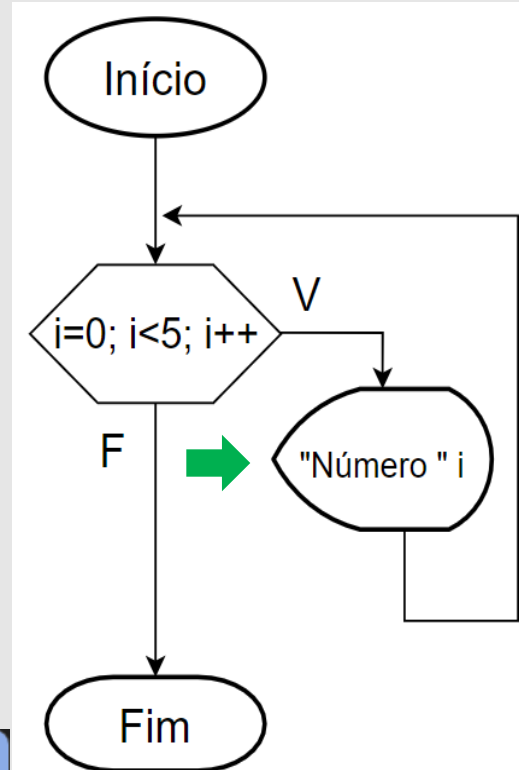 Início
i=0; i<5; i++
V
F
"Número " i
Fim